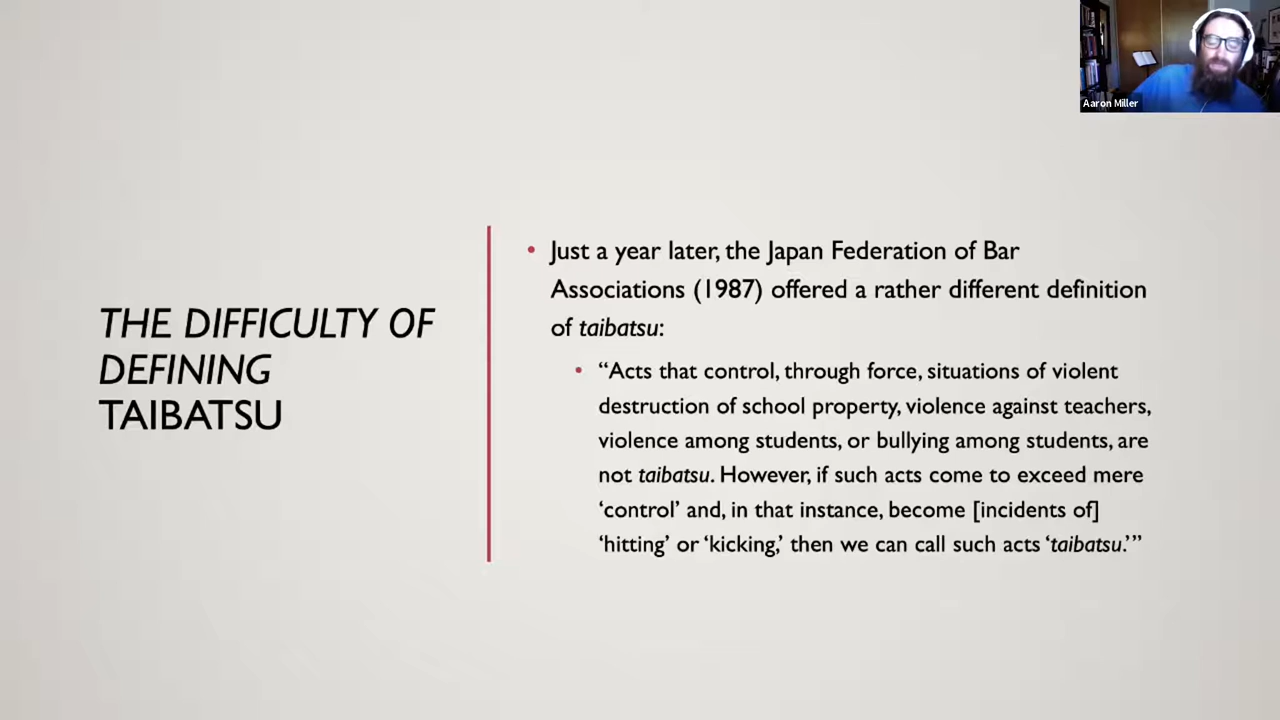 Aaron Miller
THE DIFFICULTY OF
DEFINING
TAIBATSU
• Just a year later, the Japan Federation of Bar
Associations (1987) offered a rather different definition
of taibatsu:
• “Acts that control, through force, situations of violent
destruction of school property, violence against teachers,
violence among students, or bullying among students, are
not taibatsu. However, if such acts come to exceed mere
‘control’ and, in that instance, become [incidents of]
‘hitting’ or ‘kicking,’ then we can call such acts ‘taibatsu.’”